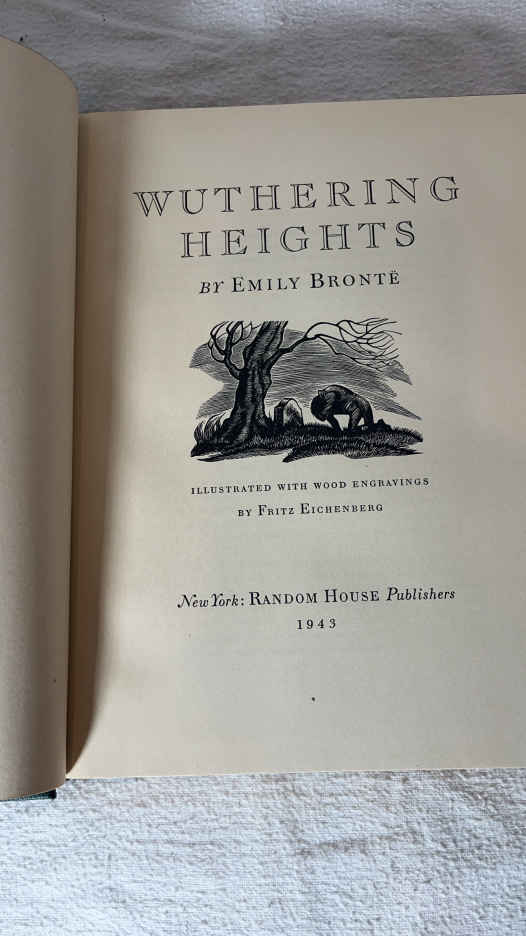 WUTHERING
HEIGHTS
BY EMILY BRONTË
ILLUSTRATED WITH WOOD ENGRAVINGS
BY FRITZ EICHENBERG
New York: RANDOM HOUSE Publishers
1943